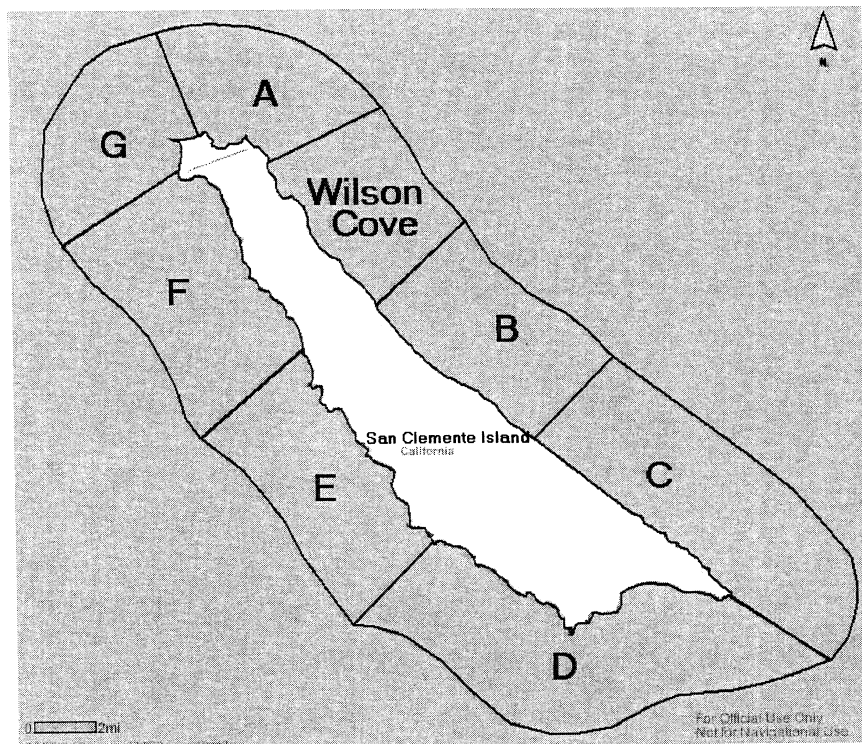 N
A
G
Wilson
Cove
F
B
San Clemente Island
California
C
E
D
0 2mi
For Official Use Only
Not for Navigational Use